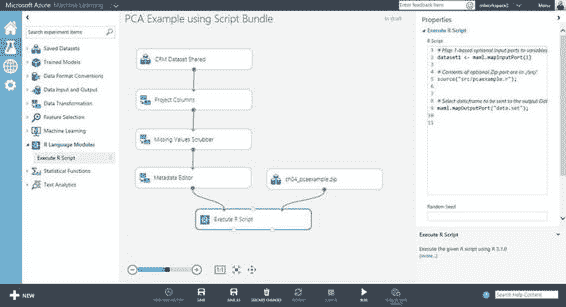 Microsoft Azure Machine Learning
Enter feedback here
Menu
Search experiment items
Saved Datasets
Trained Models
Data Format Conversions
Data Input and Output
Data Transformation
Feature Selection
Machine Learning
R Language Modules
Execute R Script
Statistical Functions
Text Analytics
PCA Example using Script Bundle
In draft
CRM Dataset Shared
Project Columns
Missing Values Scrubber
Metadata Editor
ch04_pcaexample.zip
Execute R Script
Properties
Execute R Script
R Script
1 # Map 1-based optional input ports to variables
2 dataset1 <- maml.mapInputPort(1)
3
4 # Contents of optional Zip port are in ./src/
5 source("src/pcaexample.r");
6
7
8 # Select data.frame to be sent to the output Dat
9 maml.mapOutputPort("data.set");
10
11
Random Seed
Execute R Script
Execute the given R script using R 3.1.0
(more...)
NEW
SAVE
SAVE AS
DISCARD CHANGES
RUN
Search Help Content